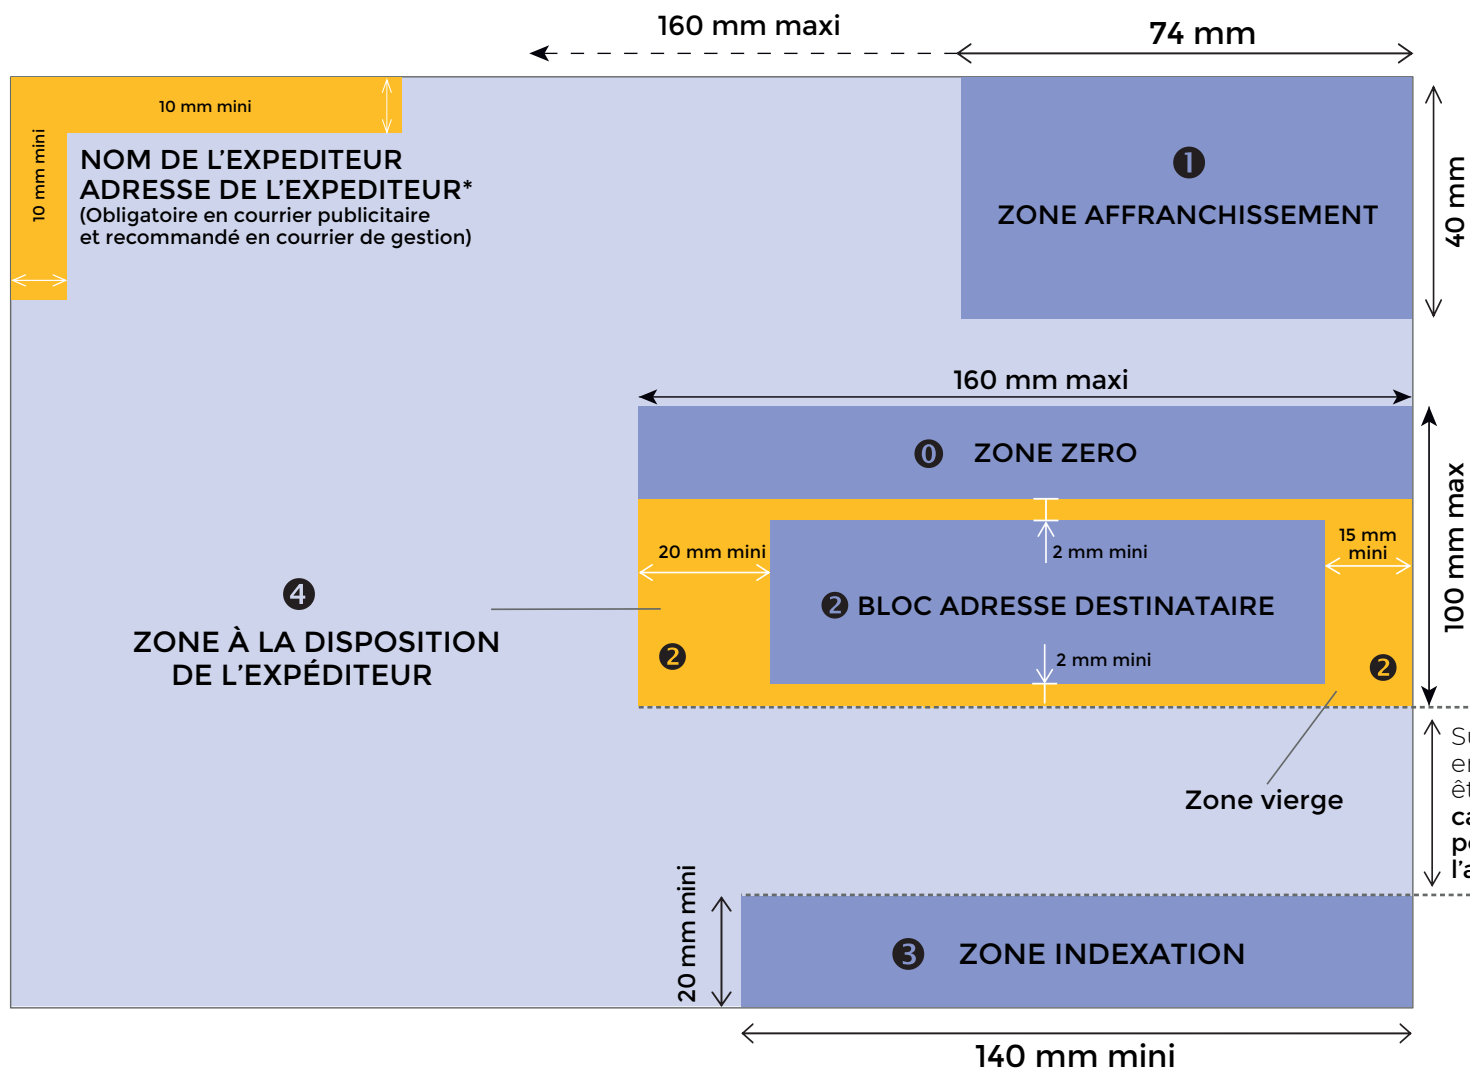 160 mm maxi
74 mm
10 mm mini
10 mm mini
NOM DE L'EXPEDITEUR
ADRESSE DE L'EXPEDITEUR*
(Obligatoire en courrier publicitaire
et recommandé en courrier de gestion)
1
ZONE AFFRANCHISSEMENT
40 mm
160 mm maxi
0 ZONE ZERO
100 mm max
20 mm mini
2 mm mini
15 mm
mini
2 BLOC ADRESSE DESTINATAIRE
4
ZONE À LA DISPOSITION
DE L'EXPÉDITEUR
2
2 mm mini
2
Zone vierge
20 mm mini
3 ZONE INDEXATION
140 mm mini